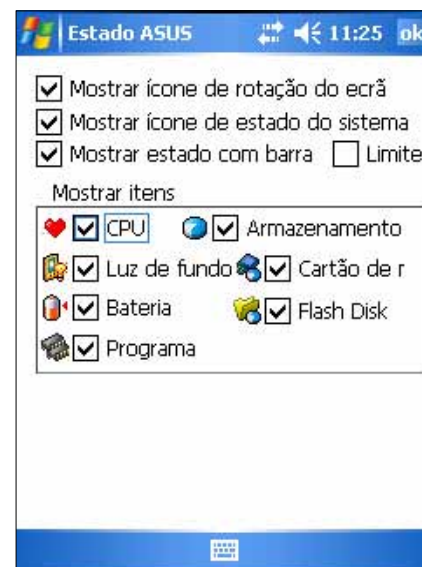 Estado ASUS 11:25 ok
Mostrar ícone de rotação do ecrã
Mostrar ícone de estado do sistema
Mostrar estado com barra Limite
Mostrar itens
CPU Armazenamento
Luz de fundo Cartão de r
Bateria Flash Disk
Programa